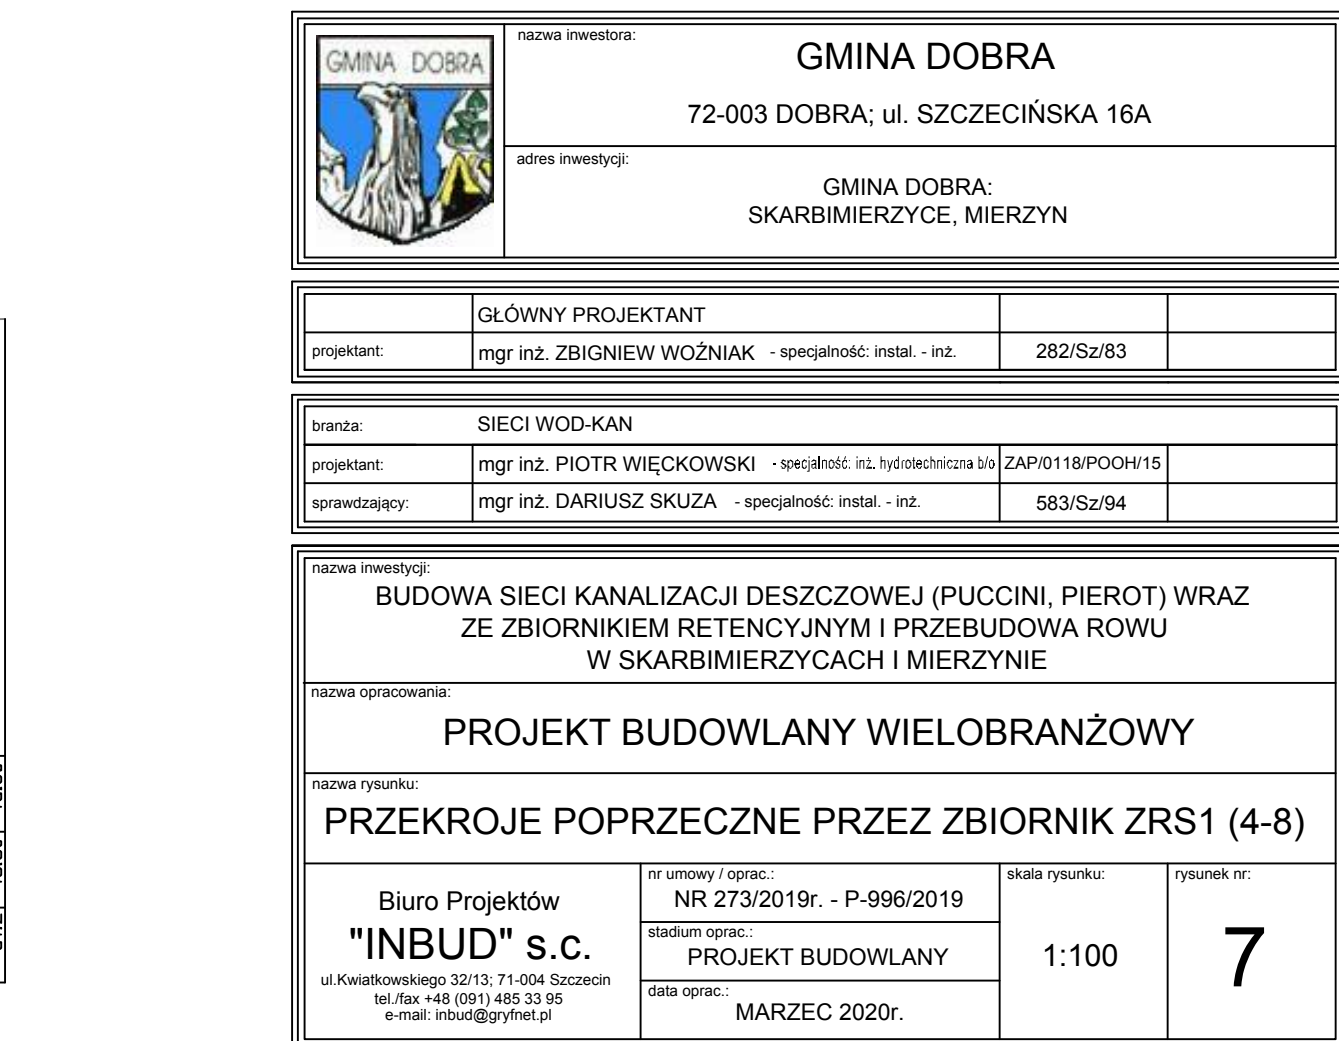 GMINA DOBRA
nazwa inwestora:
GMINA DOBRA
72-003 DOBRA; ul. SZCZECIŃSKA 16A
adres inwestycji:
GMINA DOBRA:
SKARBIMIERZYCE, MIERZYN
GŁÓWNY PROJEKTANT
projektant: mgr inż. ZBIGNIEW WOŹNIAK - specjalność: instal. - inż. 282/Sz/83
branża: SIECI WOD-KAN
projektant: mgr inż. PIOTR WIĘCKOWSKI - specjalność: inż. hydrotechniczna b/o ZAP/0118/POOH/15
sprawdzający: mgr inż. DARIUSZ SKUZA - specjalność: instal. - inż. 583/Sz/94
nazwa inwestycji:
BUDOWA SIECI KANALIZACJI DESZCZOWEJ (PUCCINI, PIEROT) WRAZ
ZE ZBIORNIKIEM RETENCYJNYM I PRZEBUDOWA ROWU
W SKARBIMIERZYCACH I MIERZYNIE
nazwa opracowania:
PROJEKT BUDOWLANY WIELOBRANŻOWY
nazwa rysunku:
PRZEKROJE POPRZECZNE PRZEZ ZBIORNIK ZRS1 (4-8)
Biuro Projektów
"INBUD" s.c.
ul.Kwiatkowskiego 32/13; 71-004 Szczecin
tel./fax +48 (091) 485 33 95
e-mail: inbud@gryfnet.pl
nr umowy / oprac.:
NR 273/2019r. - P-996/2019
stadium oprac.:
PROJEKT BUDOWLANY
data oprac.:
MARZEC 2020r.
skala rysunku:
1:100
rysunek nr:
7